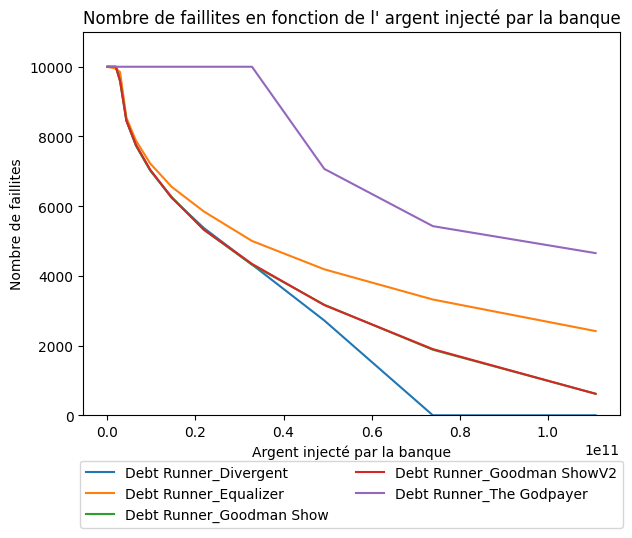 Nombre de faillites en fonction de l' argent injecté par la banque
10000
8000
6000
4000
2000
0
Nombre de faillites
0.0
0.2
0.4
0.6
0.8
1.0
1e11
Argent injecté par la banque
Debt Runner_Divergent
Debt Runner_Equalizer
Debt Runner_Goodman Show
Debt Runner_Goodman ShowV2
Debt Runner_The Godpayer